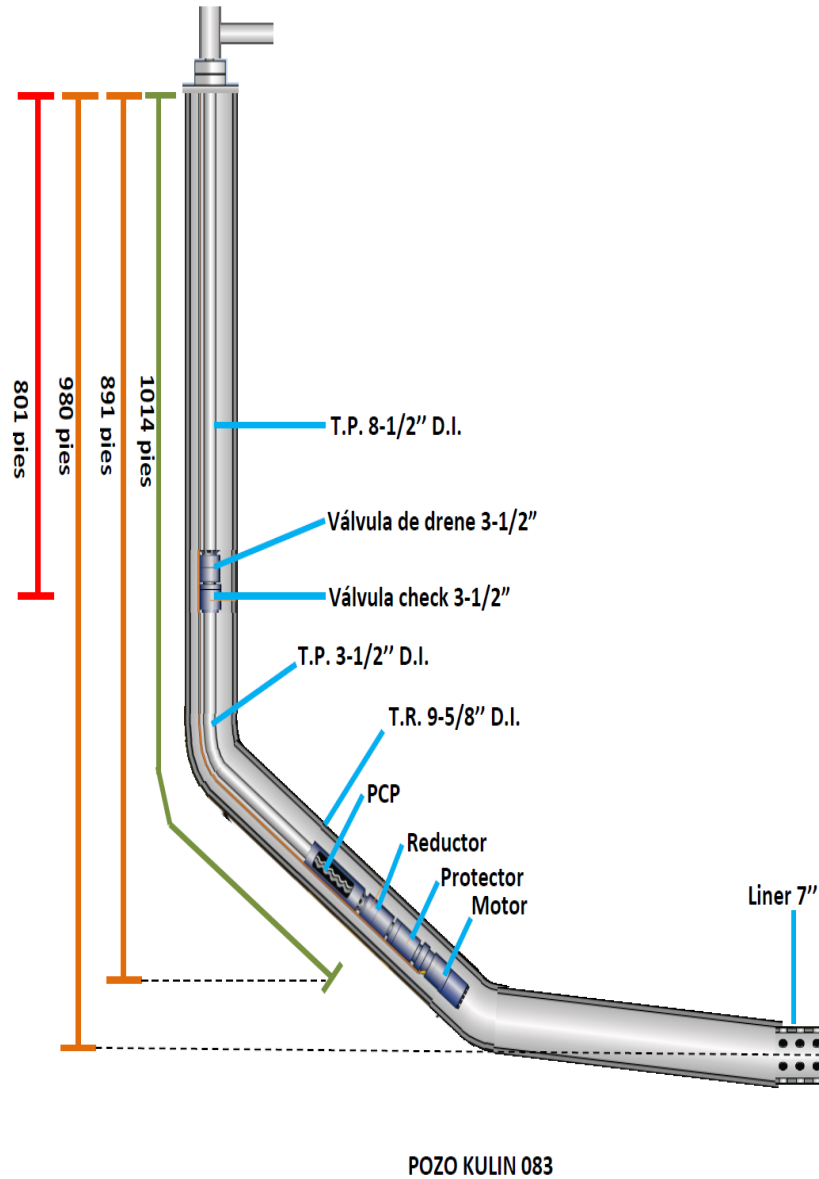 801 pies
980 pies
891 pies
1014 pies
T.P. 8-1/2’’ D.I.
Válvula de drene 3-1/2”
Válvula check 3-1/2”
T.P. 3-1/2’’ D.I.
T.R. 9-5/8’’ D.I.
PCP
Reductor
Protector
Motor
Liner 7’’
POZO KULIN 083